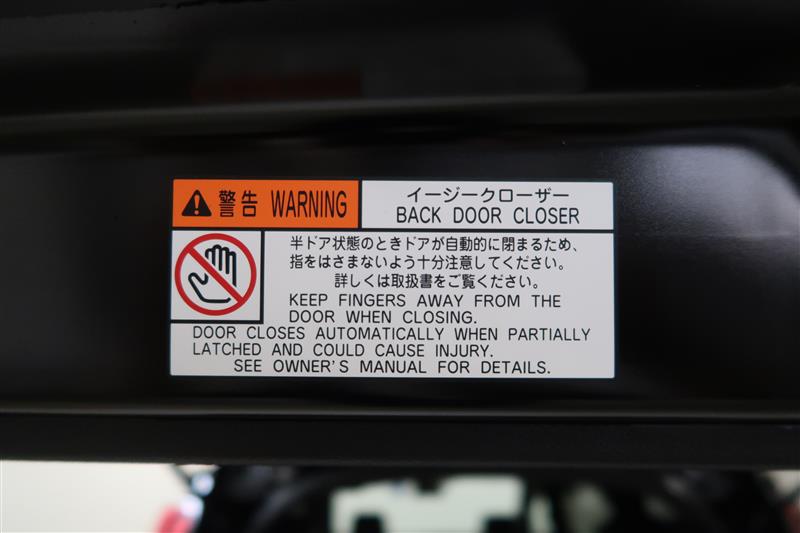 警告 WARNING
イージークローザー
BACK DOOR CLOSER
半ドア状態のときドアが自動的に閉まるため、
指をはさまないよう十分注意してください。
詳しくは取扱書をご覧ください。
KEEP FINGERS AWAY FROM THE
DOOR WHEN CLOSING.
DOOR CLOSES AUTOMATICALLY WHEN PARTIALLY
LATCHED AND COULD CAUSE INJURY.
SEE OWNER'S MANUAL FOR DETAILS.